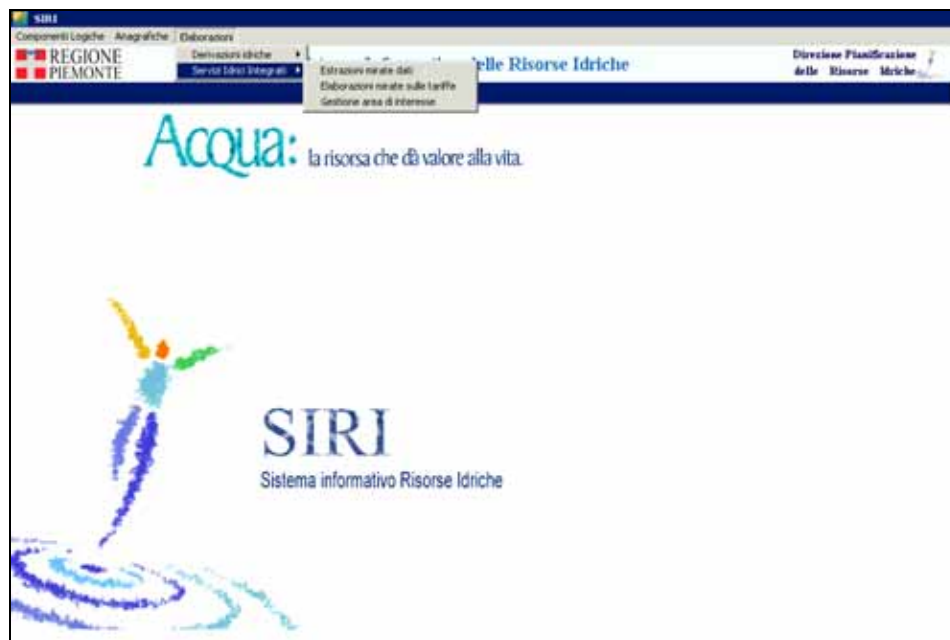 SIRI
Componenti Logiche Anagrafiche Elaborazioni
REGIONE
PIEMONTE
Derivazioni idriche
Servizi Idrici Integrati
Estrazioni mirate dati
Elaborazioni mirate sulle tariffe
Gestione area di interesse
delle Risorse Idriche
Direzione Pianificazione
delle Risorse Idriche
Acqua: la risorsa che dà valore alla vita.
SIRI
Sistema informativo Risorse Idriche